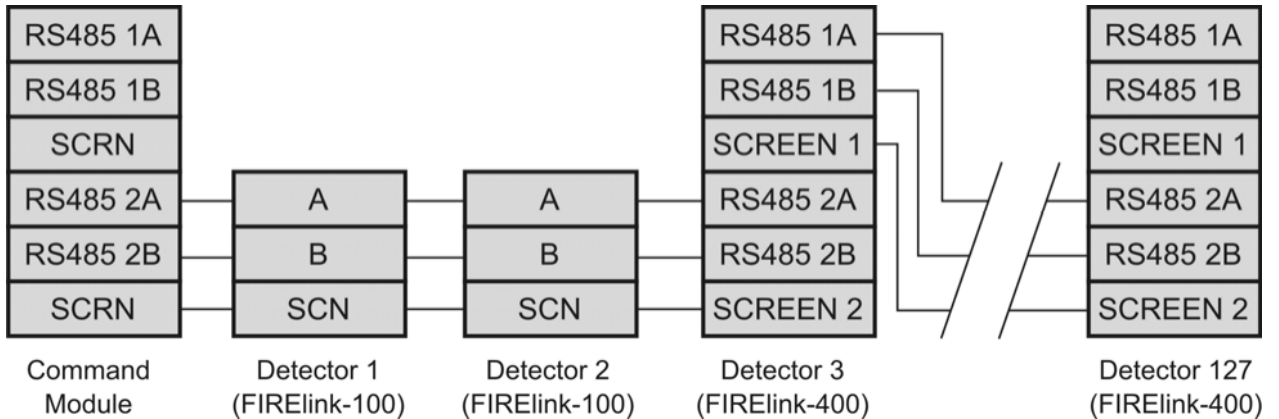 RS485 1A
RS485 1B
SCRN
RS485 2A
RS485 2B
SCRN
Command
Module
A
B
SCN
Detector 1
(FIRElink-100)
A
B
SCN
Detector 2
(FIRElink-100)
RS485 1A
RS485 1B
SCREEN 1
RS485 2A
RS485 2B
SCREEN 2
Detector 3
(FIRElink-400)
RS485 1A
RS485 1B
SCREEN 1
RS485 2A
RS485 2B
SCREEN 2
Detector 127
(FIRElink-400)